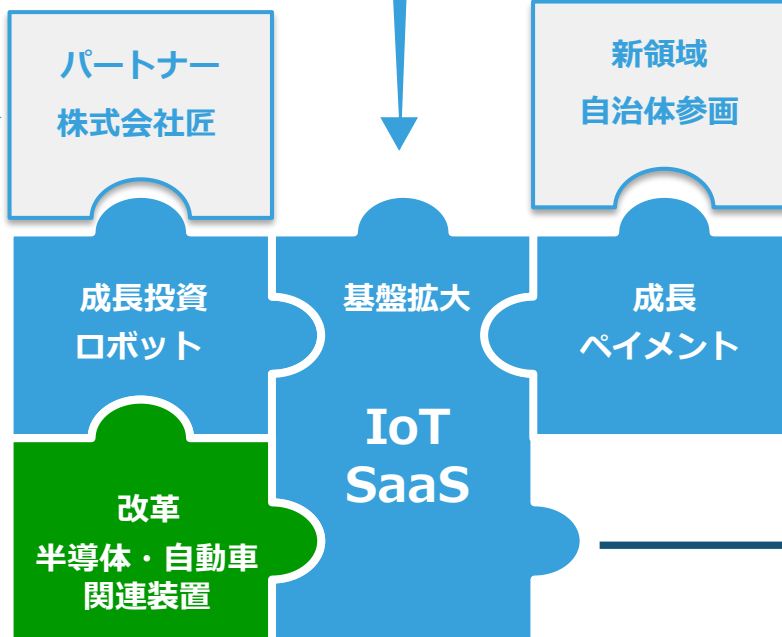 パートナー
株式会社匠
新領域
自治体参画
成長投資
ロボット
基盤拡大
IoT
SaaS
成長
ペイメント
改革
半導体・自動車
関連装置